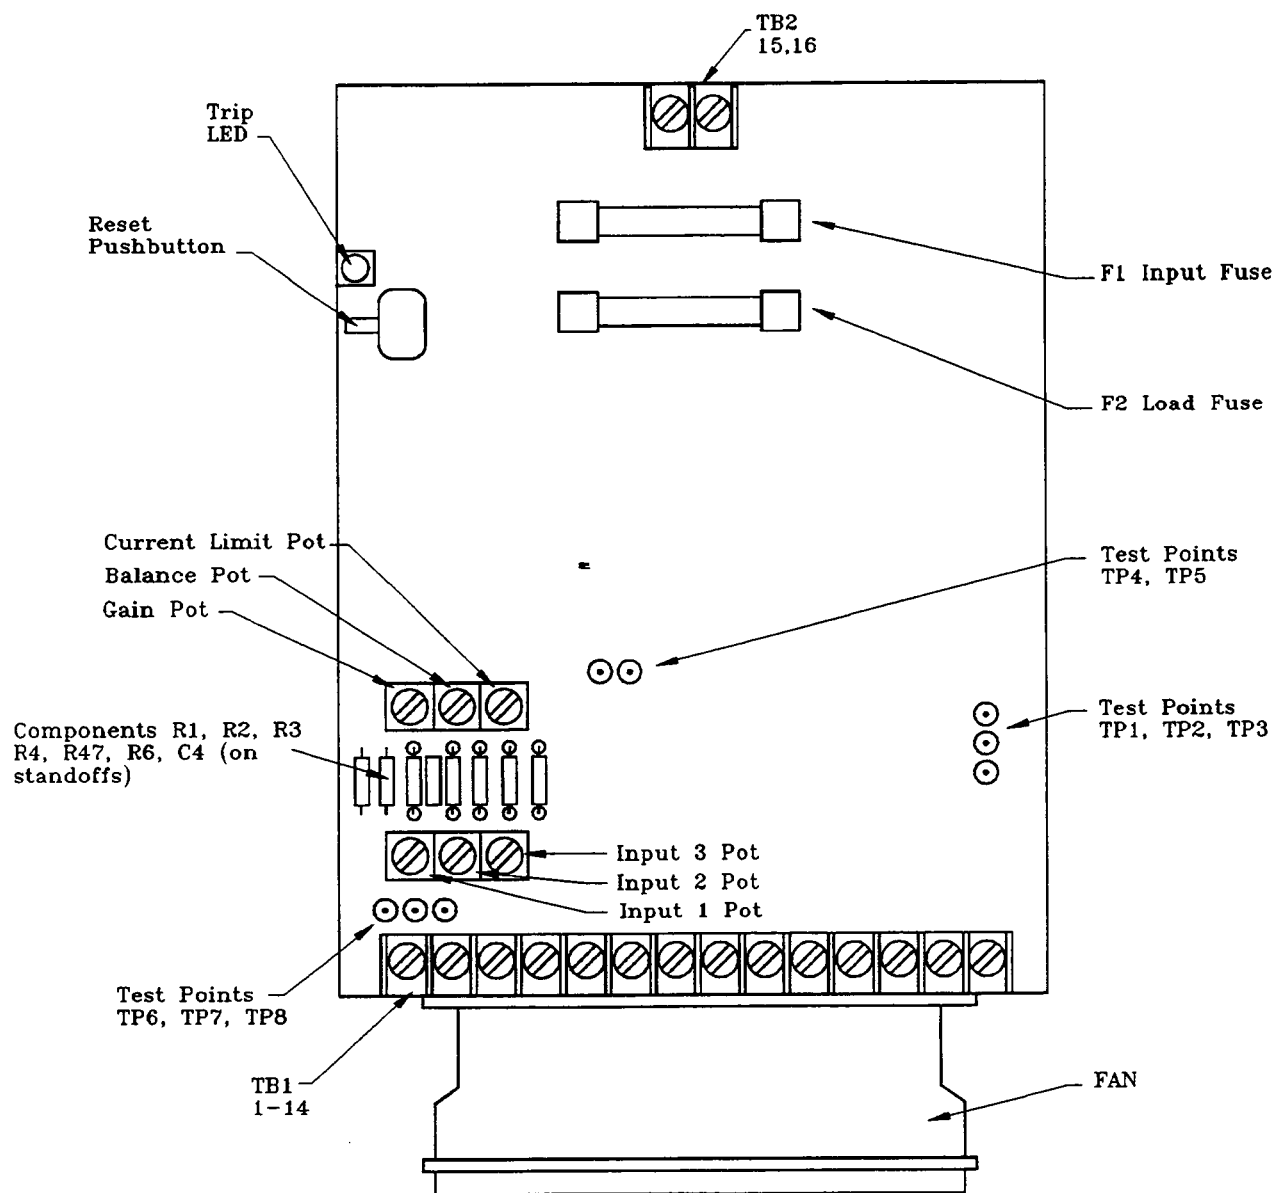 TB2
15,16
Trip
LED
Reset
Pushbutton
F1 Input Fuse
F2 Load Fuse
Current Limit Pot
Balance Pot
Gain Pot
Test Points
TP4, TP5
Components R1, R2, R3
R4, R47, R6, C4 (on
standoffs)
Test Points
TP1, TP2, TP3
Input 3 Pot
Input 2 Pot
Input 1 Pot
Test Points
TP6, TP7, TP8
TB1
1-14
FAN